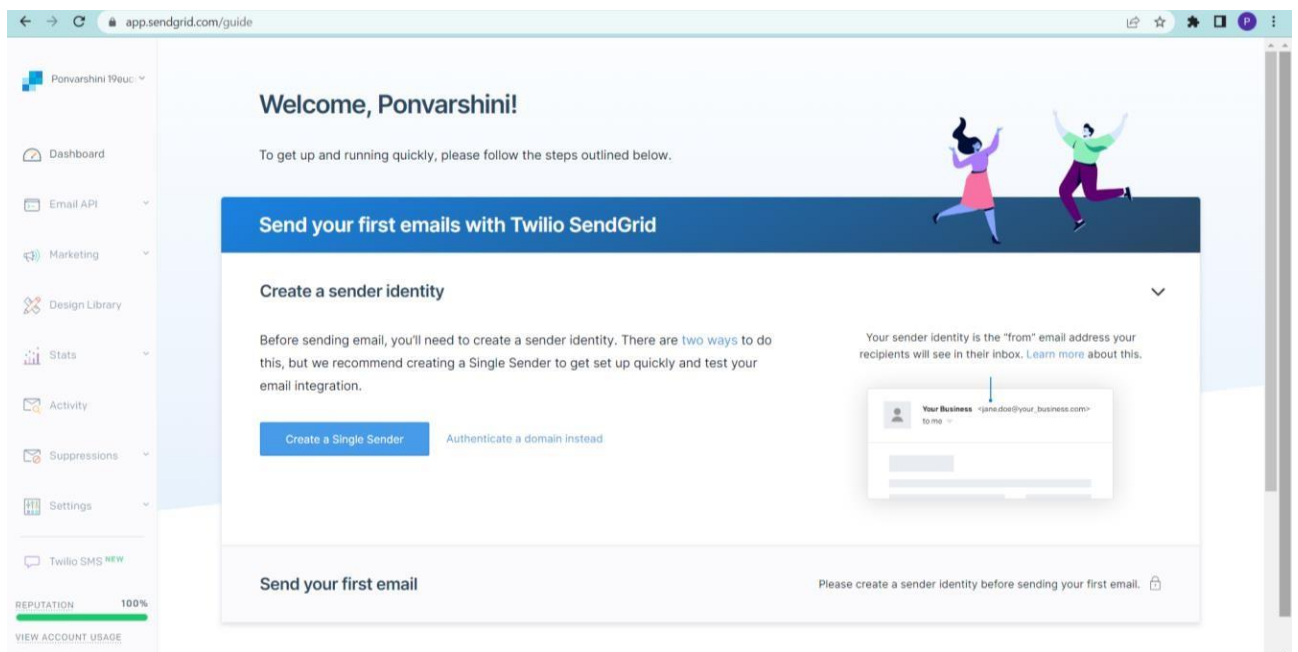 app.sendgrid.com/guide
P
Ponvarshini 19euc
Dashboard
Email API
Marketing
Design Library
Stats
Activity
Suppressions
Settings
Twilio SMS NEW
REPUTATION 100%
VIEW ACCOUNT USAGE
Welcome, Ponvarshini!
To get up and running quickly, please follow the steps outlined below.
Send your first emails with Twilio SendGrid
Create a sender identity
Before sending email, you'll need to create a sender identity. There are two ways to do
this, but we recommend creating a Single Sender to get set up quickly and test your
email integration.
Create a Single Sender
Authenticate a domain instead
Your sender identity is the "from" email address your
recipients will see in their inbox. Learn more about this.
Your Business <jane.doe@your_business.com>
to me
Send your first email
Please create a sender identity before sending your first email.